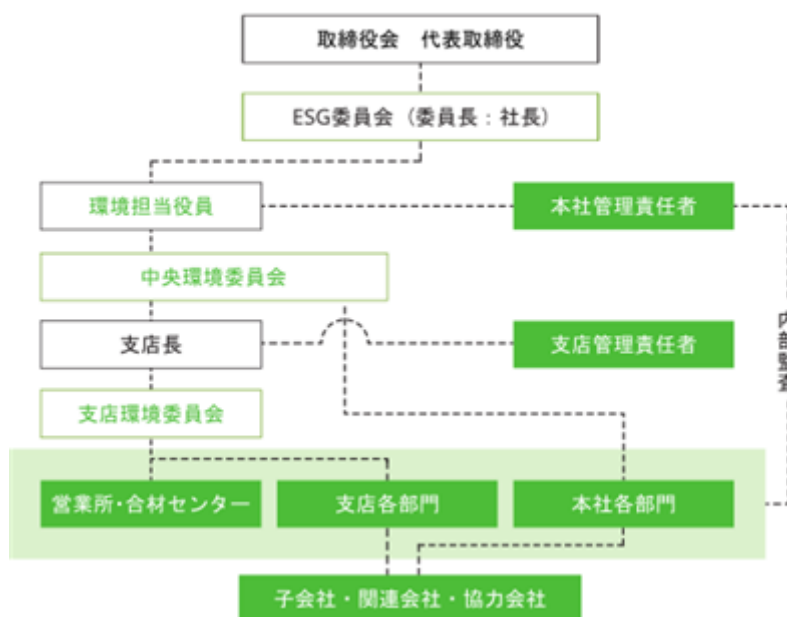 取締役会　代表取締役
ESG委員会（委員長：社長）
環境担当役員
本社管理責任者
中央環境委員会
支店長
支店管理責任者
内部監査
支店環境委員会
営業所・合材センター
支店各部門
本社各部門
子会社・関連会社・協力会社